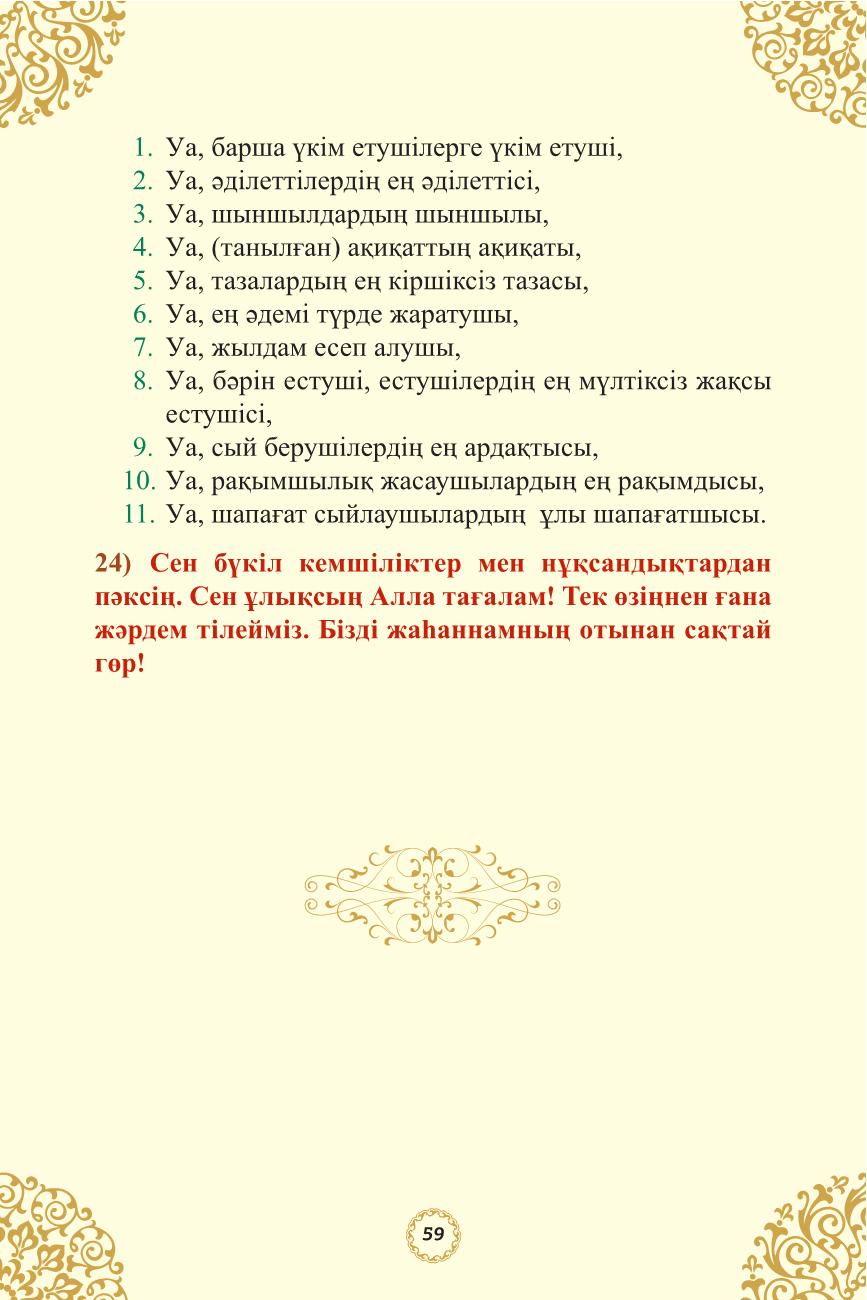 1. Уа, барша үкім етушілерге үкім етуші,
2. Уа, әділеттілердің ең әділеттісі,
3. Уа, шыншылдардың шыншылы,
4. Уа, (танылған) ақиқаттың ақиқаты,
5. Уа, тазалардың ең кіршіксіз тазасы,
6. Уа, ең әдемі түрде жаратушы,
7. Уа, жылдам есеп алушы,
8. Уа, бәрін естуші, естушілердің ең мүлтіксіз жақсы
естушісі,
9. Уа, сый берушілердің ең ардақтысы,
10. Уа, рақымшылық жасаушылардың ең рақымдысы,
11. Уа, шапағат сыйлаушылардың ұлы шапағатшысы.
24) Сен бүкіл кемшіліктер мен нұқсандықтардан
пәксің. Сен ұлықсың Алла тағалам! Тек өзіңнен ғана
жәрдем тілейміз. Бізді жаһаннамның отынан сақтай
гөр!
59